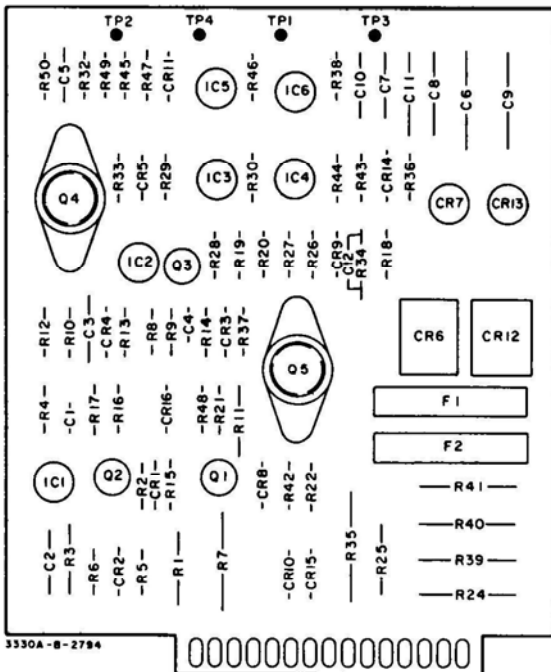 TP2 TP4 TP1 TP3
-R50- C5 -R32- -R49- -R45- -R47- -CR11- IC5 -R46- IC6 -R38- C10 C7 C11 C8 C6 C9
Q4 -R33- -CR5- -R29- IC3 -R30- IC4 -R44- -R43- -CR14- -R36- CR7 CR13
IC2 Q3 -R28- -R19- -R20- -R27- -R26- -CR9- C12 R34 -R18-
-R12- -R10- C3 -CR4- -R13- -R8- -R9- -C4- -R14- -CR3- -R37- Q5 CR6 CR12
-R4- -C1- -R17- -R16- -CR16- -R48- -R21- R11 F1
F2
IC1 Q2 -R2- -CR1- -R15- Q1 -CR8- -R42- -R22- R41
C2 R3 -R6- -CR2- -R5- R1 R7 -CR10- -CR15- R35 R25 R40
R39
R24
3330A-B-2794